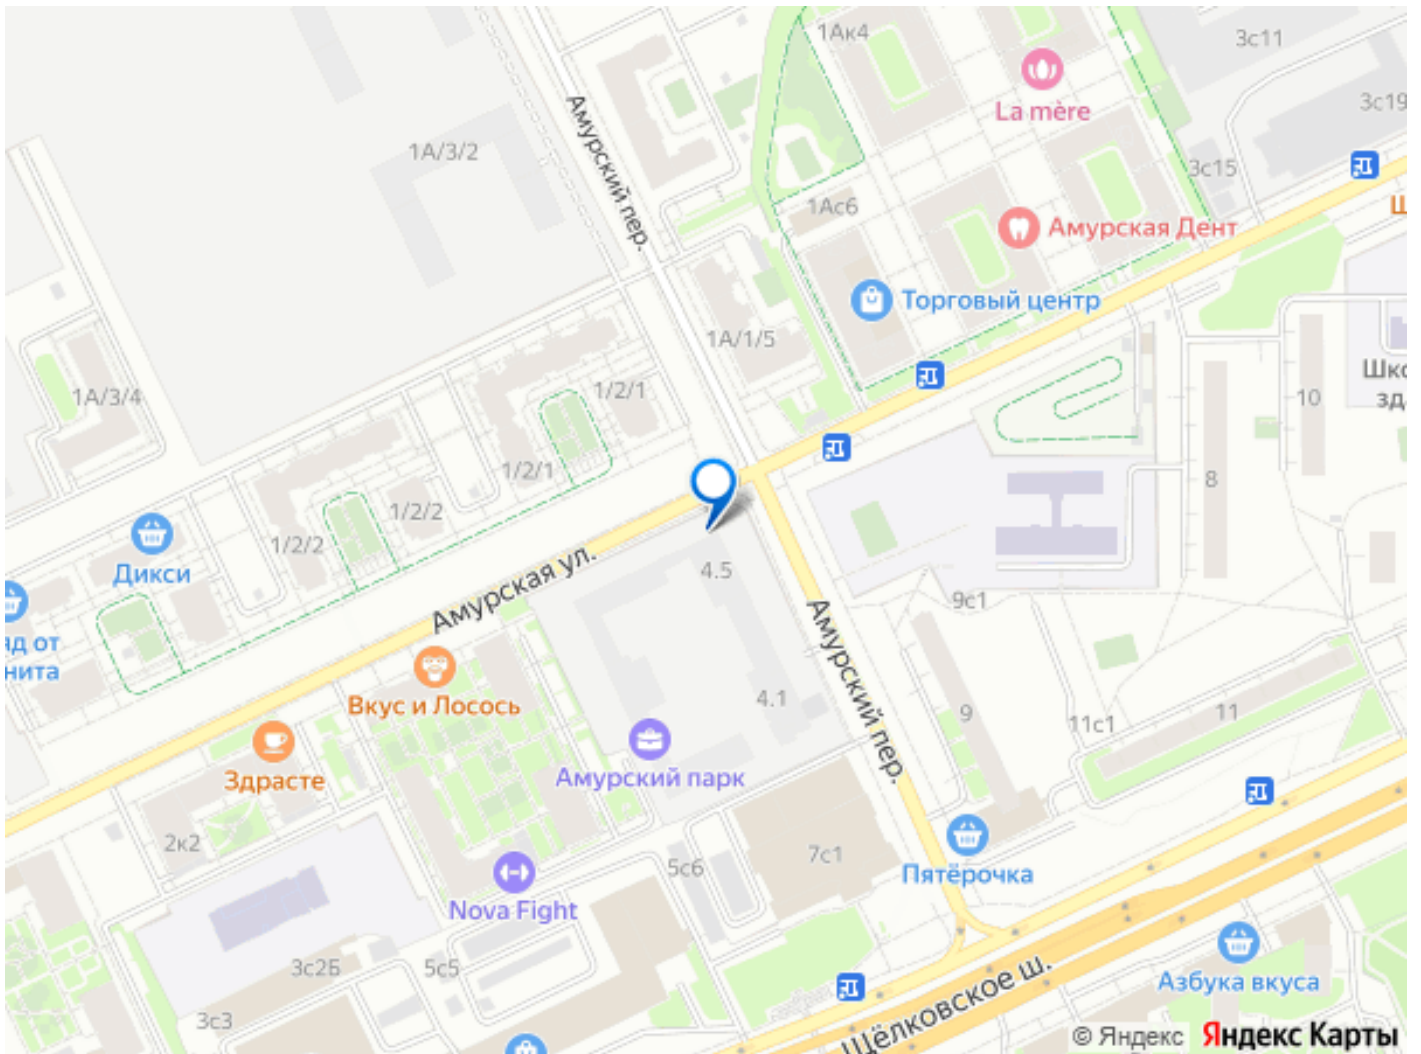 1Ак4
3с11
La mère
3с19
Амурский пер.
1А/3/2
3с15
1Ас6
Амурская Дент
Торговый центр
1А/1/5
1А/3/4
1/2/1
10
1/2/1
8
1/2/2
1/2/2
Дикси
4.5
Амурская ул.
9с1
Амурский пер.
Вкус и Лосось
4.1
9
11с1
11
Здрасте
Амурский парк
2к2
7с1
5с6
Пятёрочка
Nova Fight
3с2Б
5с5
Щёлковское ш.
Азбука вкуса
3с3
© Яндекс Яндекс Карты